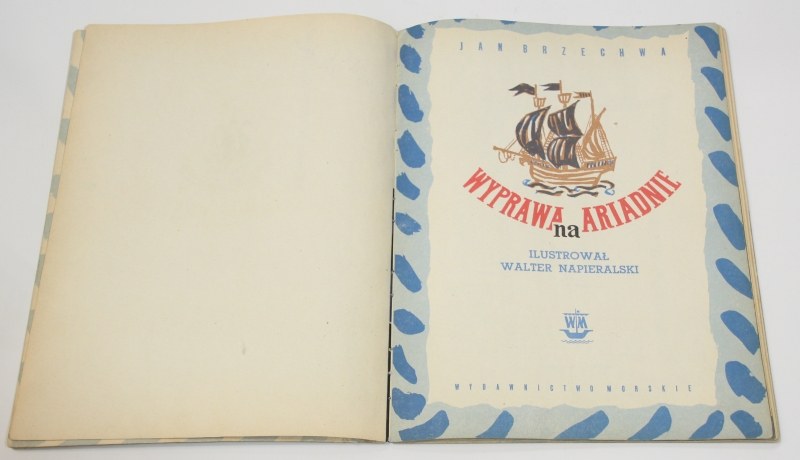 JAN BRZECHWA
WYPRAWA na ARIADNIE
ILUSTROWAŁ
WALTER NAPIERALSKI
WM
WYDAWNICTWO MORSKIE